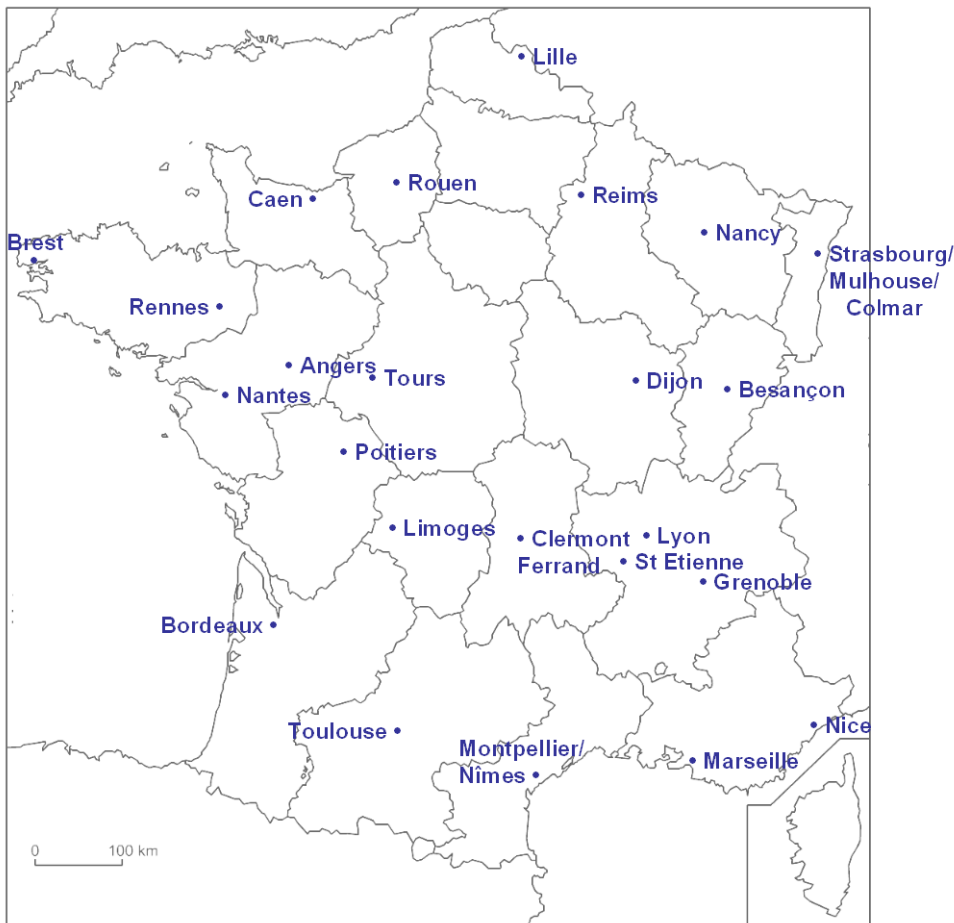 Lille
Rouen
Caen
Reims
Nancy
Brest
Strasbourg/
Mulhouse/
Colmar
Rennes
Angers
Tours
Nantes
Dijon
Besançon
Poitiers
Limoges
Clermont
Ferrand
Lyon
St Etienne
Grenoble
Bordeaux
Toulouse
Montpellier/
Nîmes
Nice
Marseille
0 100 km